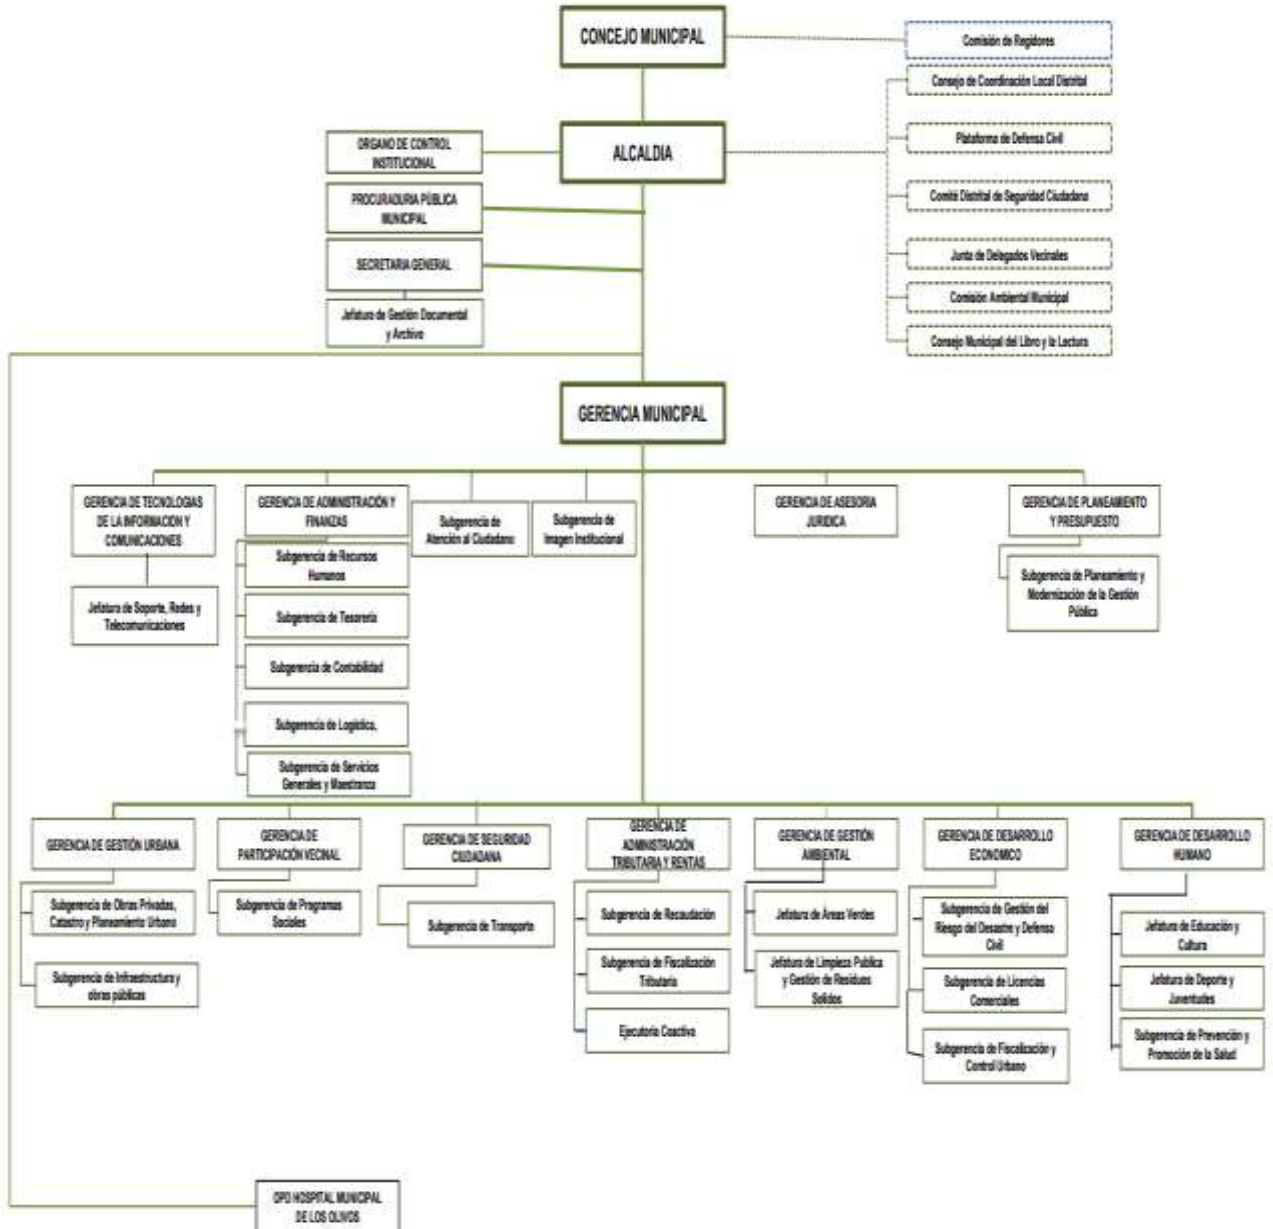 CONCEJO MUNICIPAL
Comisión de Regidores
Consejo de Coordinación Local Distrital
ORGANO DE CONTROL
INSTITUCIONAL
ALCALDIA
Plataforma de Defensa Civil
PROCURADURIA PÚBLICA
MUNICIPAL
Comité Distrital de Seguridad Ciudadana
SECRETARIA GENERAL
Junta de Delegados Vecinales
Jefatura de Gestión Documental
y Archivo
Comisión Ambiental Municipal
Consejo Municipal del Libro y la Lectura
GERENCIA MUNICIPAL
GERENCIA DE TECNOLOGIAS
DE LA INFORMACION Y
COMUNICACIONES
GERENCIA DE ADMINISTRACIÓN Y
FINANZAS
Subgerencia de
Atención al Ciudadano
Subgerencia de
Imagen Institucional
GERENCIA DE ASESORIA
JURIDICA
GERENCIA DE PLANEAMIENTO
Y PRESUPUESTO
Jefatura de Soporte, Redes y
Telecomunicaciones
Subgerencia de Recursos
Humanos
Subgerencia de Tesorería
Subgerencia de Contabilidad
Subgerencia de Logística,
Subgerencia de Servicios
Generales y Maestranza
Subgerencia de Planeamiento y
Modernización de la Gestión
Pública
GERENCIA DE GESTIÓN URBANA
GERENCIA DE
PARTICIPACIÓN VECINAL
GERENCIA DE SEGURIDAD
CIUDADANA
GERENCIA DE
ADMINISTRACIÓN
TRIBUTARIA Y RENTAS
GERENCIA DE GESTIÓN
AMBIENTAL
GERENCIA DE DESARROLLO
ECONOMICO
GERENCIA DE DESARROLLO
HUMANO
Subgerencia de Obras Privadas,
Catastro y Planeamiento Urbano
Subgerencia de Infraestructura y
obras públicas
Subgerencia de Programas
Sociales
Subgerencia de Transporte
Subgerencia de Recaudación
Subgerencia de Fiscalización
Tributaria
Ejecutoria Coactiva
Jefatura de Áreas Verdes
Jefatura de Limpieza Publica
y Gestión de Residuos
Solidos
Subgerencia de Gestión del
Riesgo del Desastre y Defensa
Civil
Subgerencia de Licencias
Comerciales
Subgerencia de Fiscalización y
Control Urbano
Jefatura de Educación y
Cultura
Jefatura de Deporte y
Juventudes
Subgerencia de Prevención y
Promoción de la Salud
OPD HOSPITAL MUNICIPAL
DE LOS OLIVOS